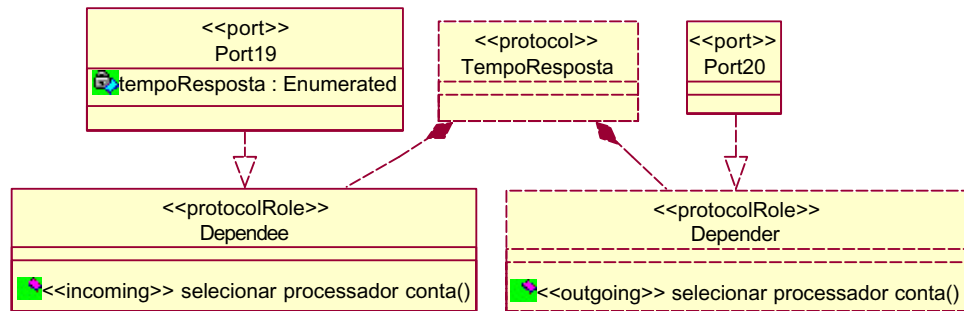 <<port>>
Port19
tempoResposta : Enumerated
<<protocol>>
TempoResposta
<<port>>
Port20
<<protocolRole>>
Dependee
<<incoming>> selecionar processador conta()
<<protocolRole>>
Depender
<<outgoing>> selecionar processador conta()